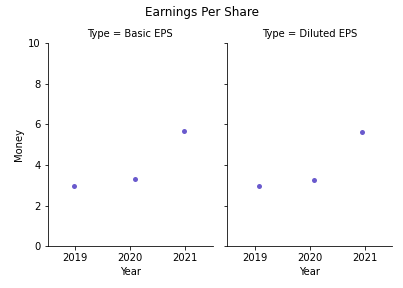 Earnings Per Share
Type = Basic EPS
Type = Diluted EPS
Money
10
8
6
4
2
0
2019
2020
2021
2019
2020
2021
Year
Year